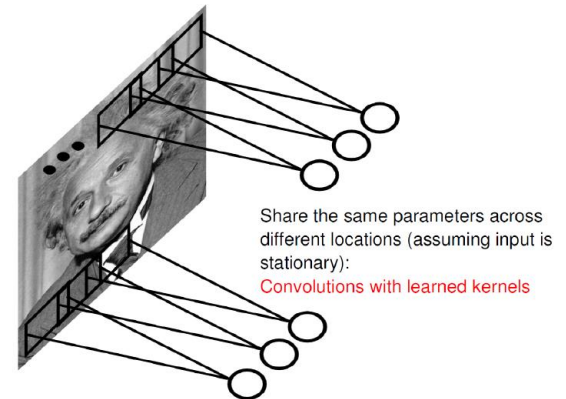 Share the same parameters across
different locations (assuming input is
stationary):
Convolutions with learned kernels